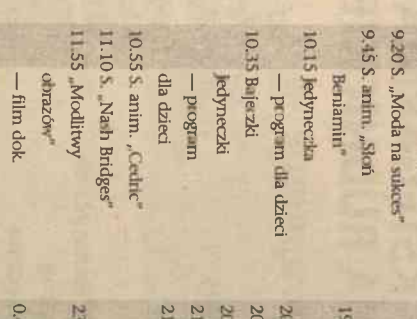 9.20 S. „Moda na sukces"
9.45 S. anim. „Słoń
Beniamin"
10.15 Jedyneczka
— program dla dzieci
10.35 Bajeczki
Jedyneczki
— program
dla dzieci
10.55 S. anim. „Cedric"
11.10 S. „Nash Bridges"
11.55 „Modlitwy
obrazów"
— film dok.